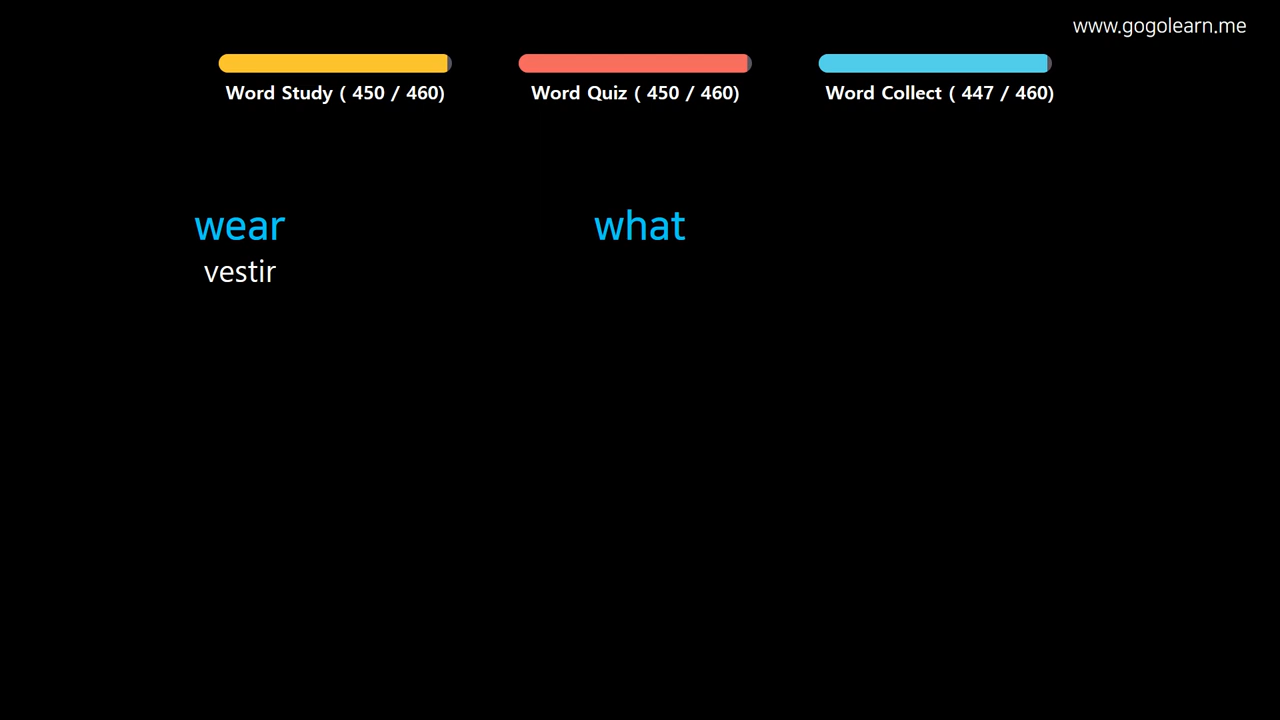 www.gogolearn.me
Word Study ( 450 / 460)
Word Quiz ( 450 / 460)
Word Collect ( 447 / 460)
wear
what
vestir